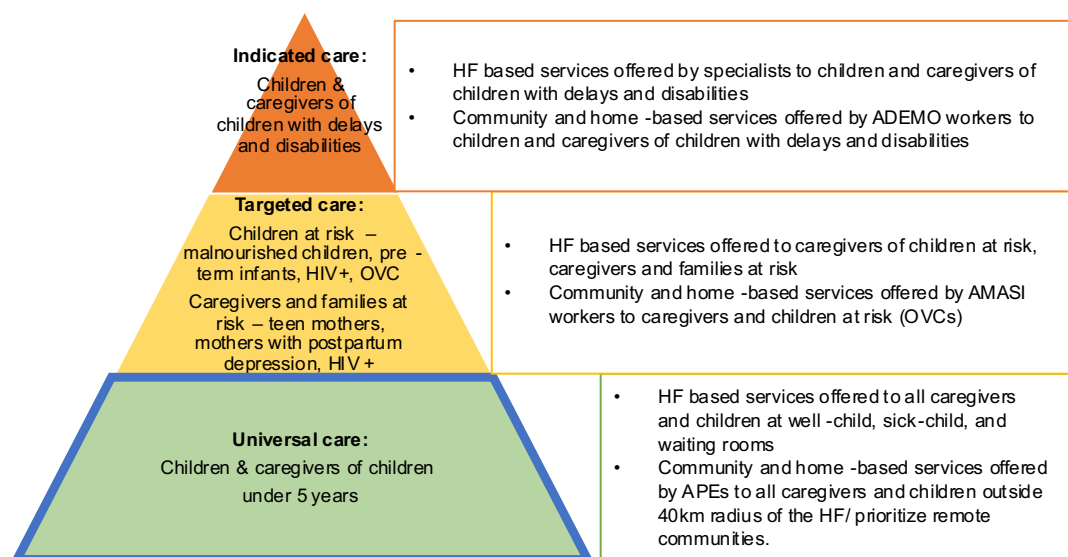 Indicated care:
Children &
caregivers of
children with delays
and disabilities
• HF based services offered by specialists to children and caregivers of
children with delays and disabilities
• Community and home -based services offered by ADEMO workers to
children and caregivers of children with delays and disabilities
Targeted care:
Children at risk –
malnourished children, pre -
term infants, HIV+, OVC
Caregivers and families at
risk – teen mothers,
mothers with postpartum
depression, HIV +
• HF based services offered to caregivers of children at risk,
caregivers and families at risk
• Community and home -based services offered by AMASI
workers to caregivers and children at risk (OVCs)
Universal care:
Children & caregivers of children
under 5 years
• HF based services offered to all caregivers
and children at well -child, sick-child, and
waiting rooms
• Community and home -based services offered
by APEs to all caregivers and children outside
40km radius of the HF/ prioritize remote
communities.